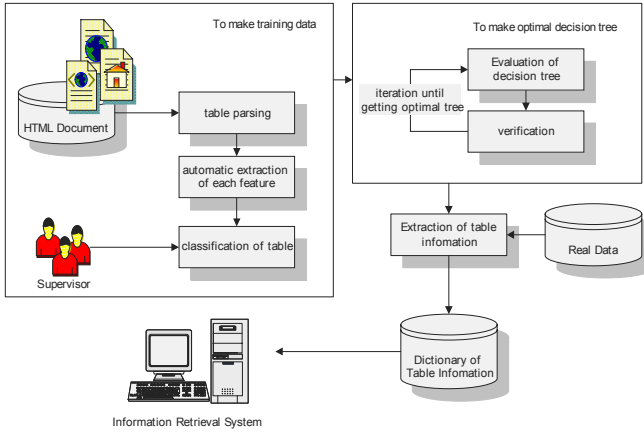 To make training data
HTML Document
table parsing
automatic extraction
of each feature
classification of table
Supervisor
To make optimal decision tree
Evaluation of
decision tree
iteration until
getting optimal tree
verification
Extraction of table
infomation
Real Data
Dictionary of
Table Infomation
Information Retrieval System